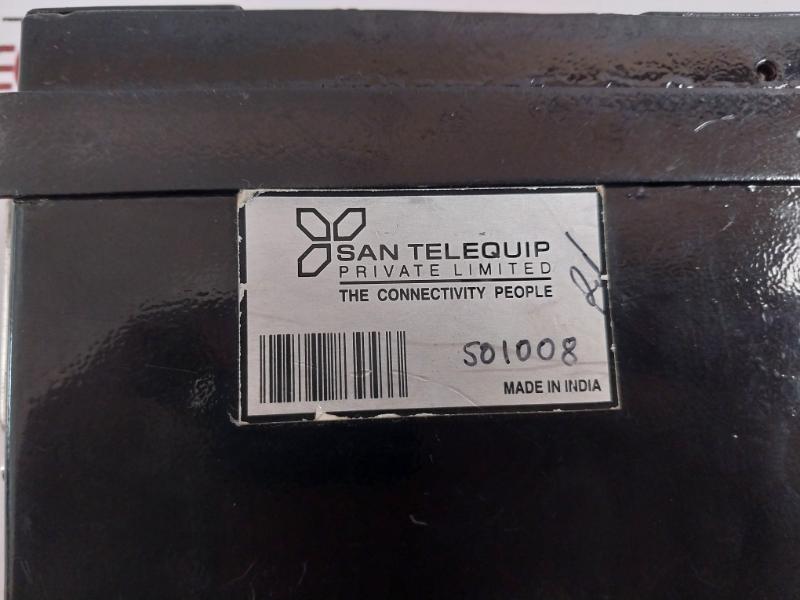 SAN TELEQUIP
PRIVATE LIMITED
THE CONNECTIVITY PEOPLE
501008
MADE IN INDIA